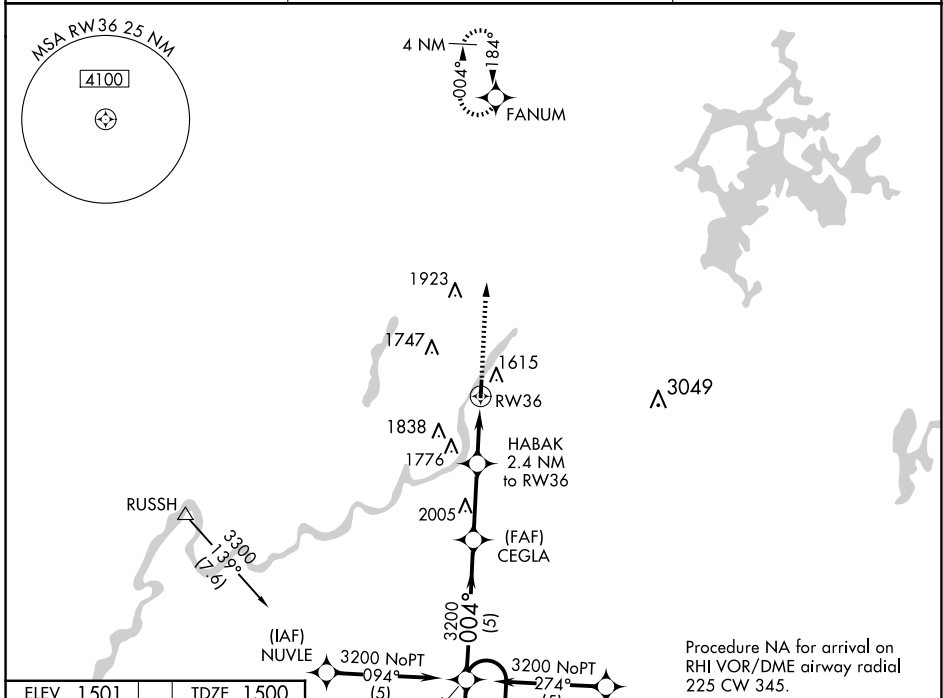 MSA RW36 25 NM
4100
4 NM
004°
184°
FANUM
1923
1747
1615
RW36
3049
1838
1776
HABAK
2.4 NM
to RW36
RUSSH
2005
(FAF)
CEGLA
3300
139°
(7.6)
3200
004°
(5)
(IAF)
NUVLE
3200 NoPT
094°
(5)
3200 NoPT
274°
(5)
Procedure NA for arrival on
RHI VOR/DME airway radial
225 CW 345.
ELEV 1501
TDZE 1500